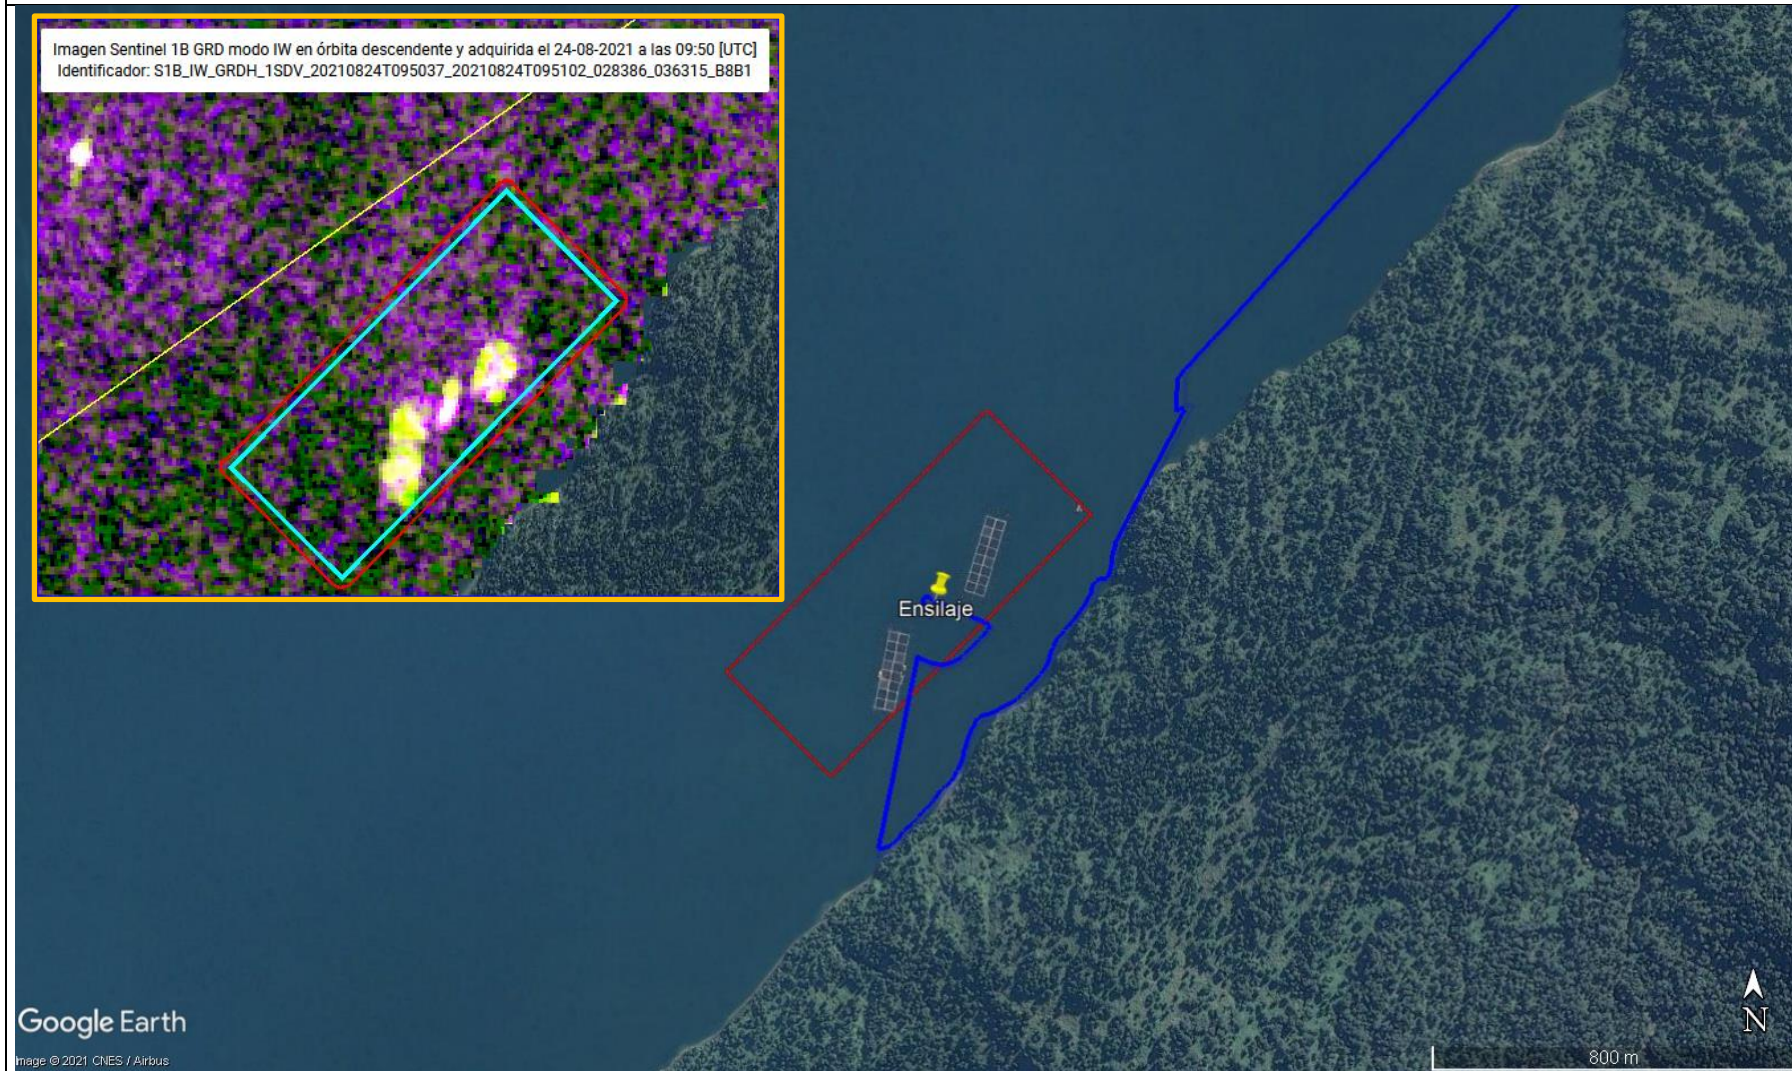 Imagen Sentinel 1B GRD modo IW en órbita descendente y adquirida el 24-08-2021 a las 09:50 [UTC]
Identificador: S1B_IW_GRDH_1SDV_20210824T095037_20210824T095102_028386_036315_B8B1
Ensilaje
Google Earth
N
Image © 2021 CNES / Airbus
800 m